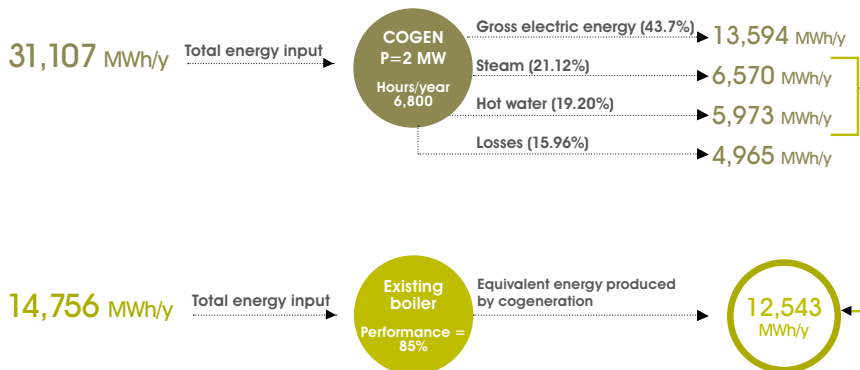 31,107 MWh/y
Total energy input
COGEN
P=2 MW
Hours/year
6,800
Gross electric energy (43.7%)
13,594 MWh/y
Steam (21.12%)
6,570 MWh/y
Hot water (19.20%)
5,973 MWh/y
Losses (15.96%)
4,965 MWh/y
14,756 MWh/y
Total energy input
Existing
boiler
Performance =
85%
Equivalent energy produced
by cogeneration
12,543
MWh/y